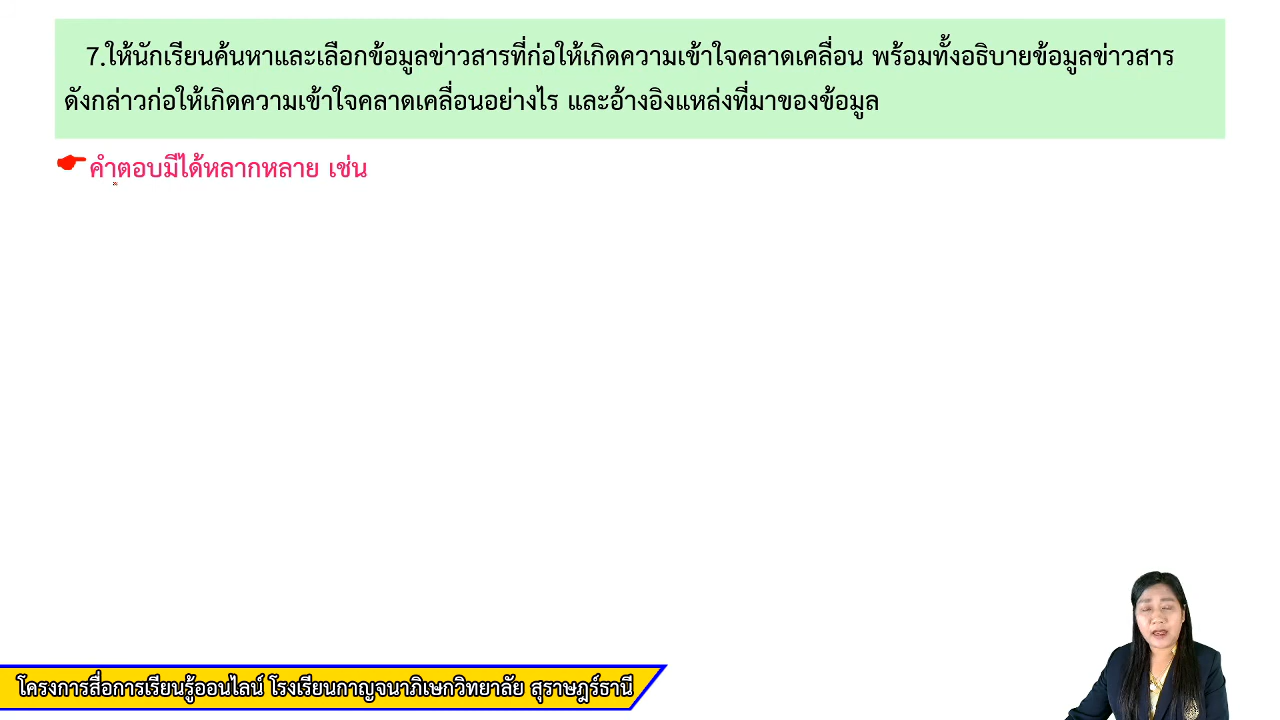 7.ให้นักเรียนค้นหาและเลือกข้อมูลข่าวสารที่ก่อให้เกิดความเข้าใจคลาดเคลื่อน พร้อมทั้งอธิบายข้อมูลข่าวสาร
ดังกล่าวก่อให้เกิดความเข้าใจคลาดเคลื่อนอย่างไร และอ้างอิงแหล่งที่มาของข้อมูล
คำตอบมีได้หลากหลาย เช่น
โครงการสื่อการเรียนรู้ออนไลน์ โรงเรียนกาญจนาภิเษกวิทยาลัย สุราษฎร์ธานี